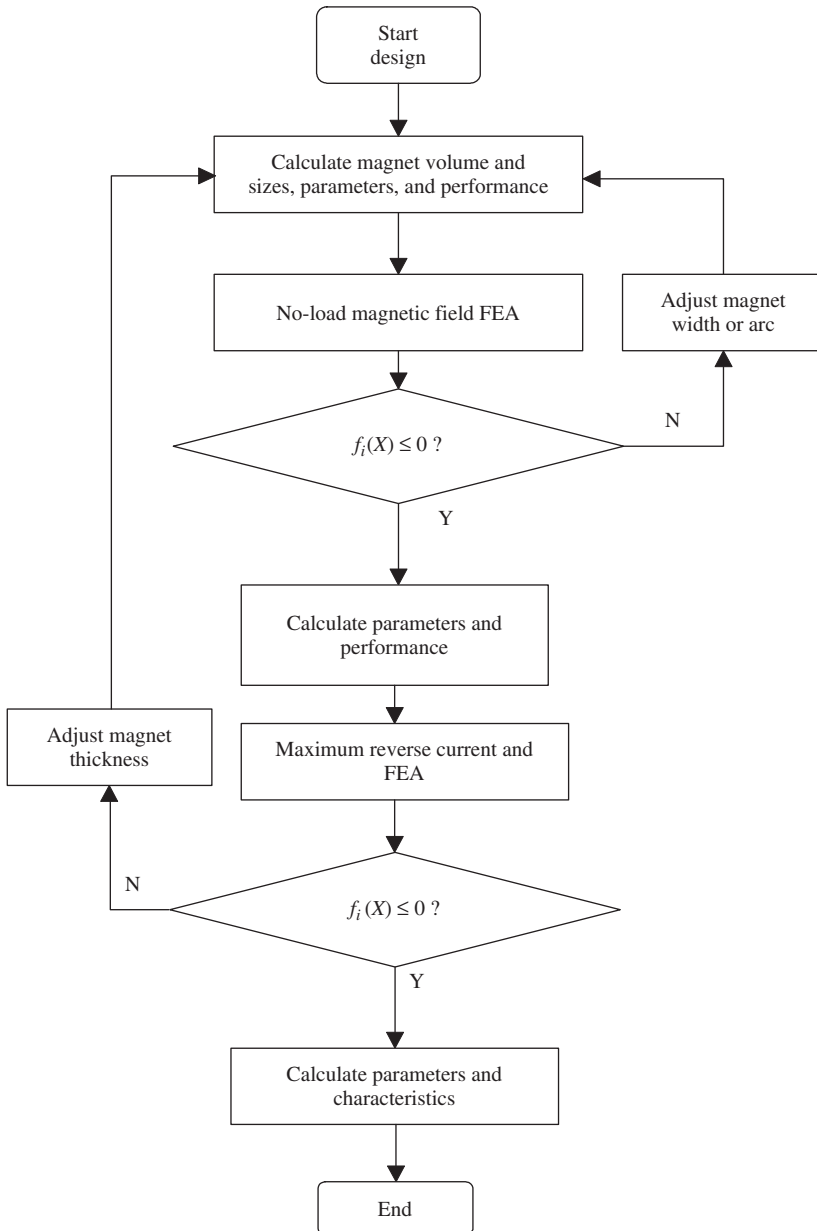 Start
design
Calculate magnet volume and
sizes, parameters, and performance
No-load magnetic field FEA
Adjust magnet
width or arc
f_i(X) ≤ 0 ?
N
Y
Calculate parameters and
performance
Adjust magnet
thickness
Maximum reverse current and
FEA
N
f_i(X) ≤ 0 ?
Y
Calculate parameters and
characteristics
End